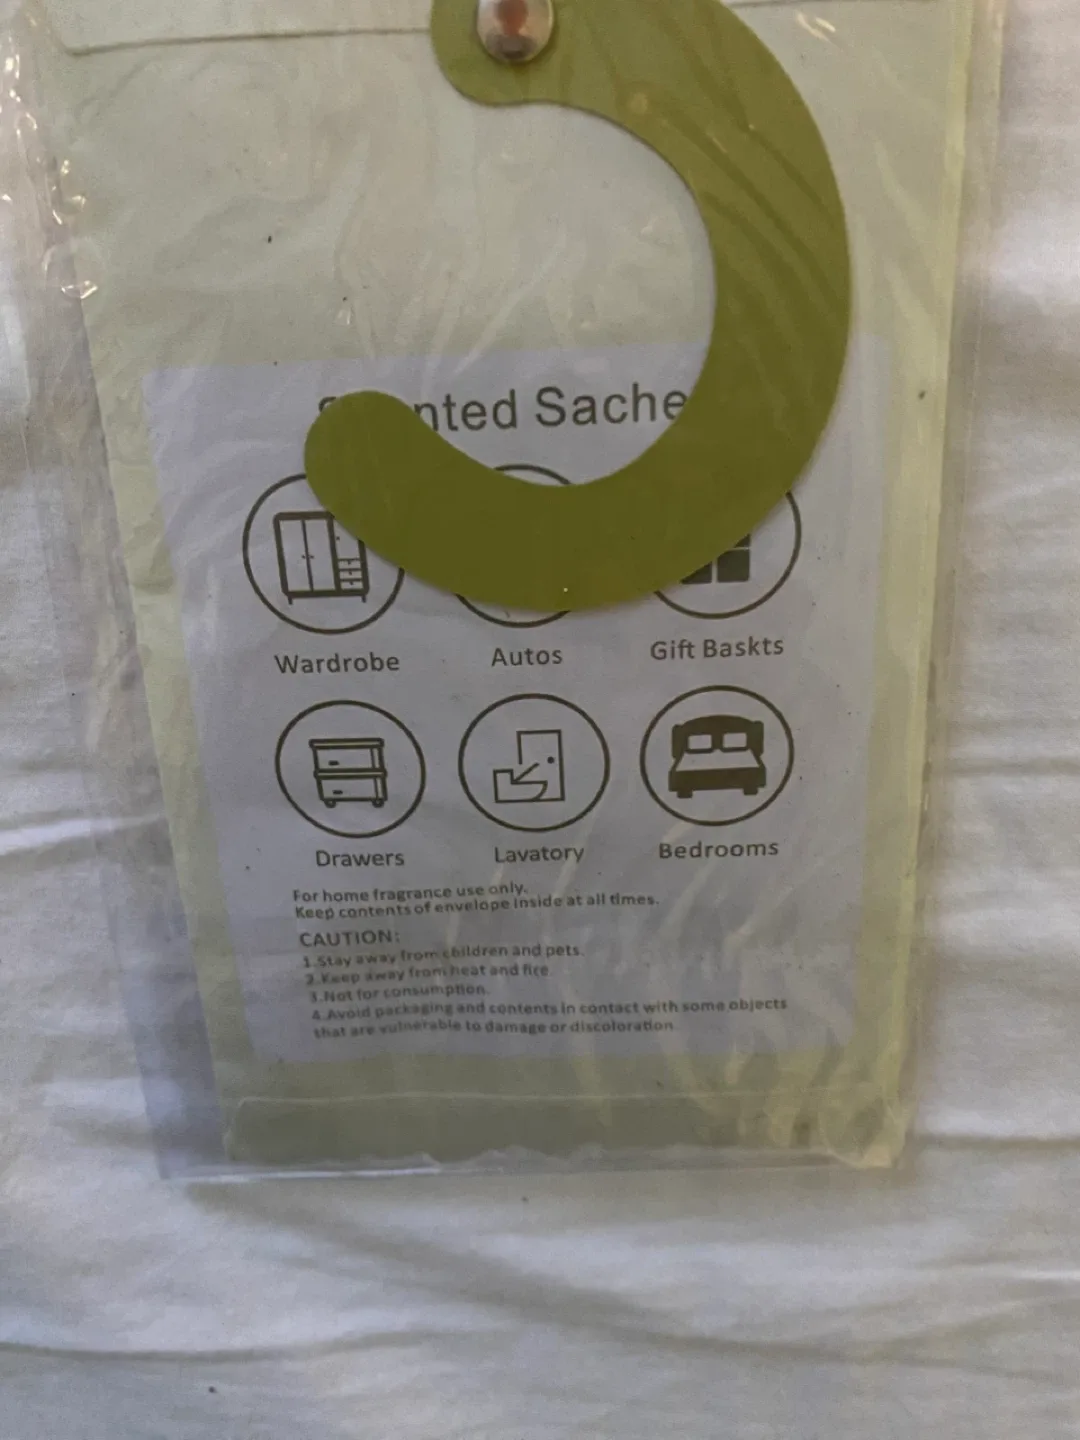 nted Sache
Wardrobe Autos Gift Baskts
Drawers Lavatory Bedrooms
For home fragrance use only.
Keep contents of envelope inside at all times.
CAUTION:
1.Stay away from children and pets.
2.Keep away from heat and fire
3.Not for consumption.
4.Avoid packaging and contents in contact with some objects
that are vulnerable to damage or discoloration